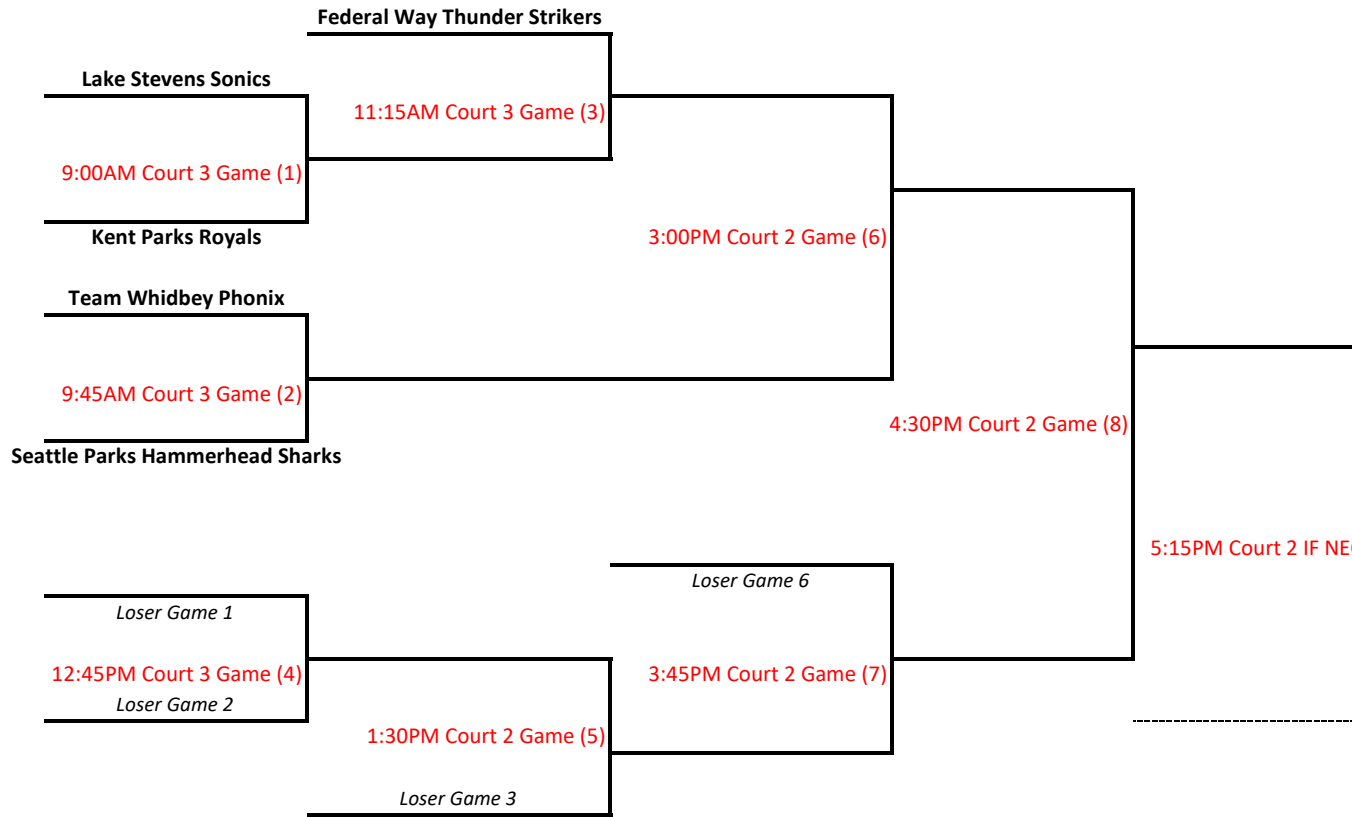 Federal Way Thunder Strikers
Lake Stevens Sonics
11:15AM Court 3 Game (3)
9:00AM Court 3 Game (1)
Kent Parks Royals
3:00PM Court 2 Game (6)
Team Whidbey Phonix
9:45AM Court 3 Game (2)
4:30PM Court 2 Game (8)
Seattle Parks Hammerhead Sharks
5:15PM Court 2 IF
Loser Game 6
Loser Game 1
12:45PM Court 3 Game (4)
3:45PM Court 2 Game (7)
Loser Game 2
1:30PM Court 2 Game (5)
Loser Game 3